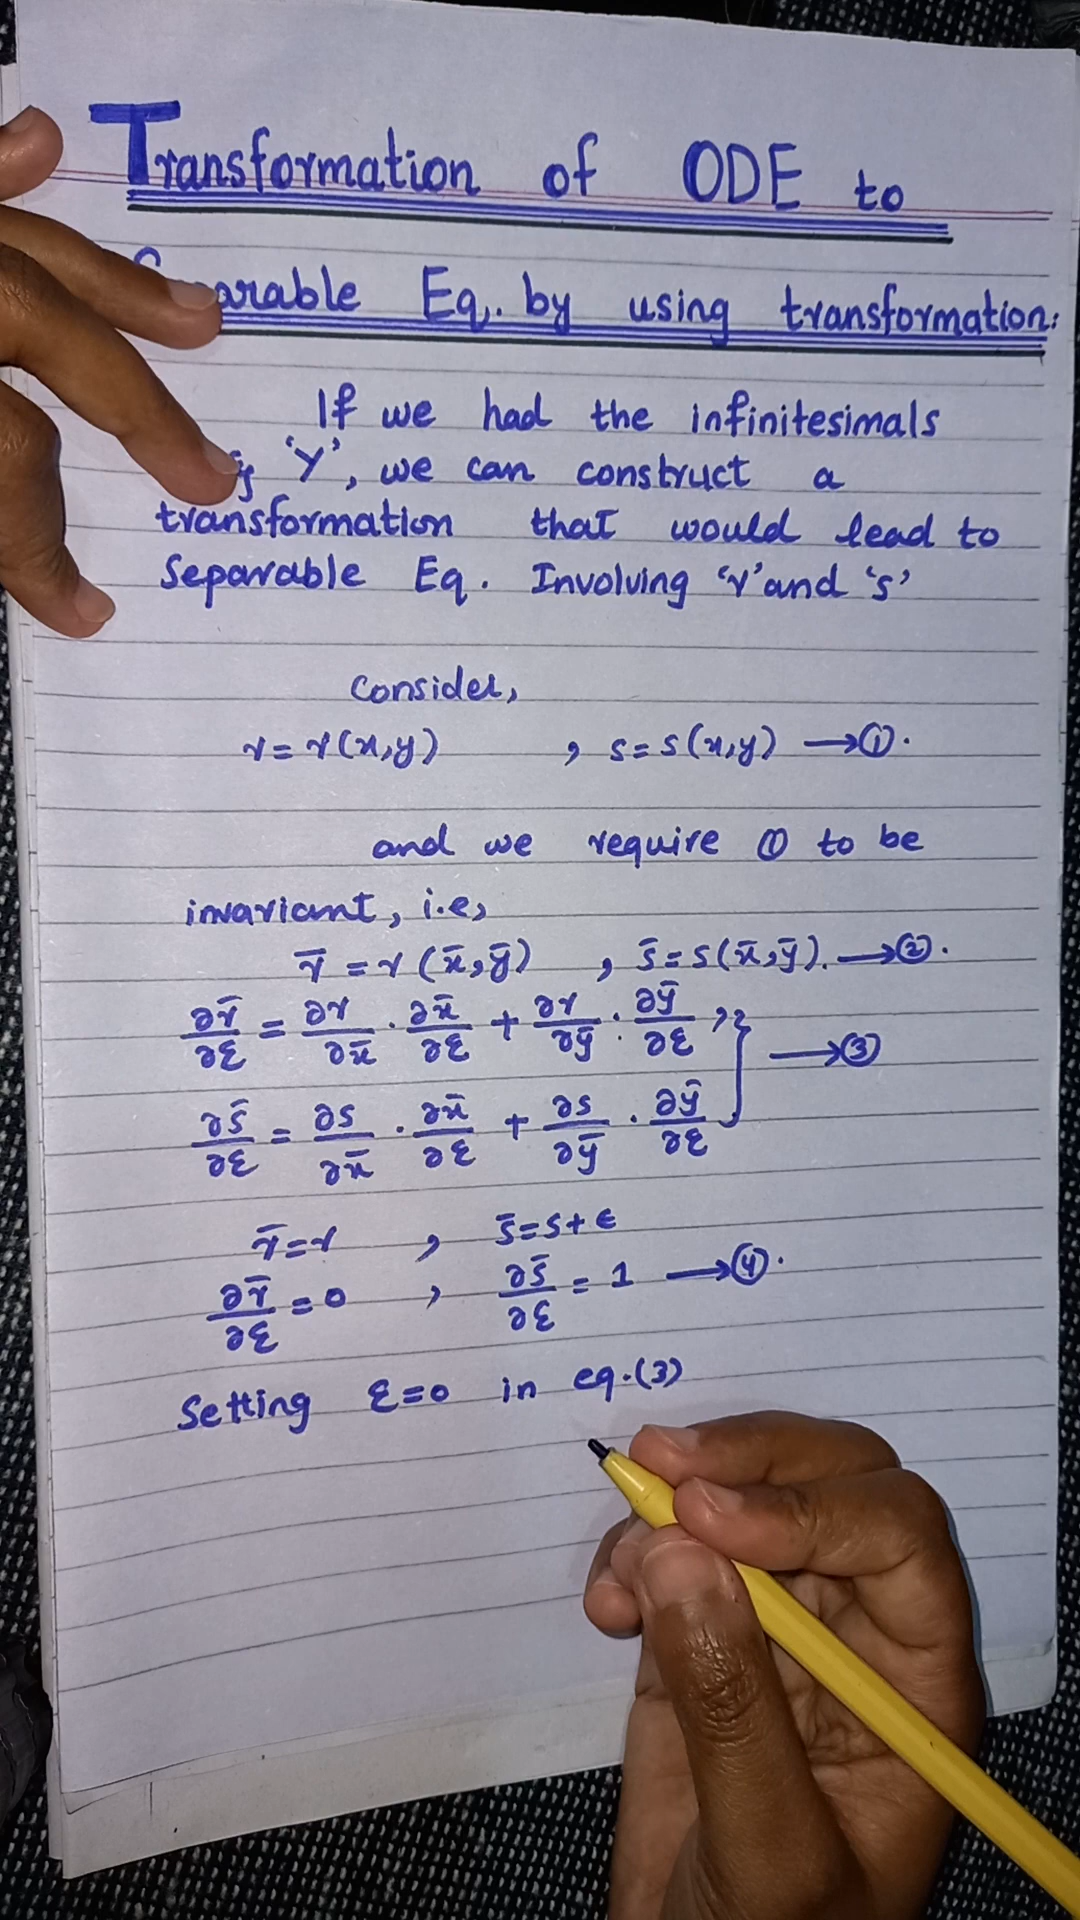 Transformation of ODE to
Separable Eq. by using transformation:
If we had the infinitesimals
'Y', we can construct a
transformation that would lead to
Separable Eq. Involving 'r' and 's'
Consider,
r = r(x,y) , s = s(x,y) → ①.
and we require ① to be
invariant, i.e,
r̄ = r(x̄,ȳ) , s̄ = s(x̄,ȳ). → ②.
∂r̄/∂ε = ∂r/∂x̄ · ∂x̄/∂ε + ∂r/∂ȳ · ∂ȳ/∂ε , } → ③
∂s̄/∂ε = ∂s/∂x̄ · ∂x̄/∂ε + ∂s/∂ȳ · ∂ȳ/∂ε
r̄ = r , s̄ = s + ε
∂r̄/∂ε = 0 , ∂s̄/∂ε = 1 → ④.
Setting ε = 0 in eq.(3)